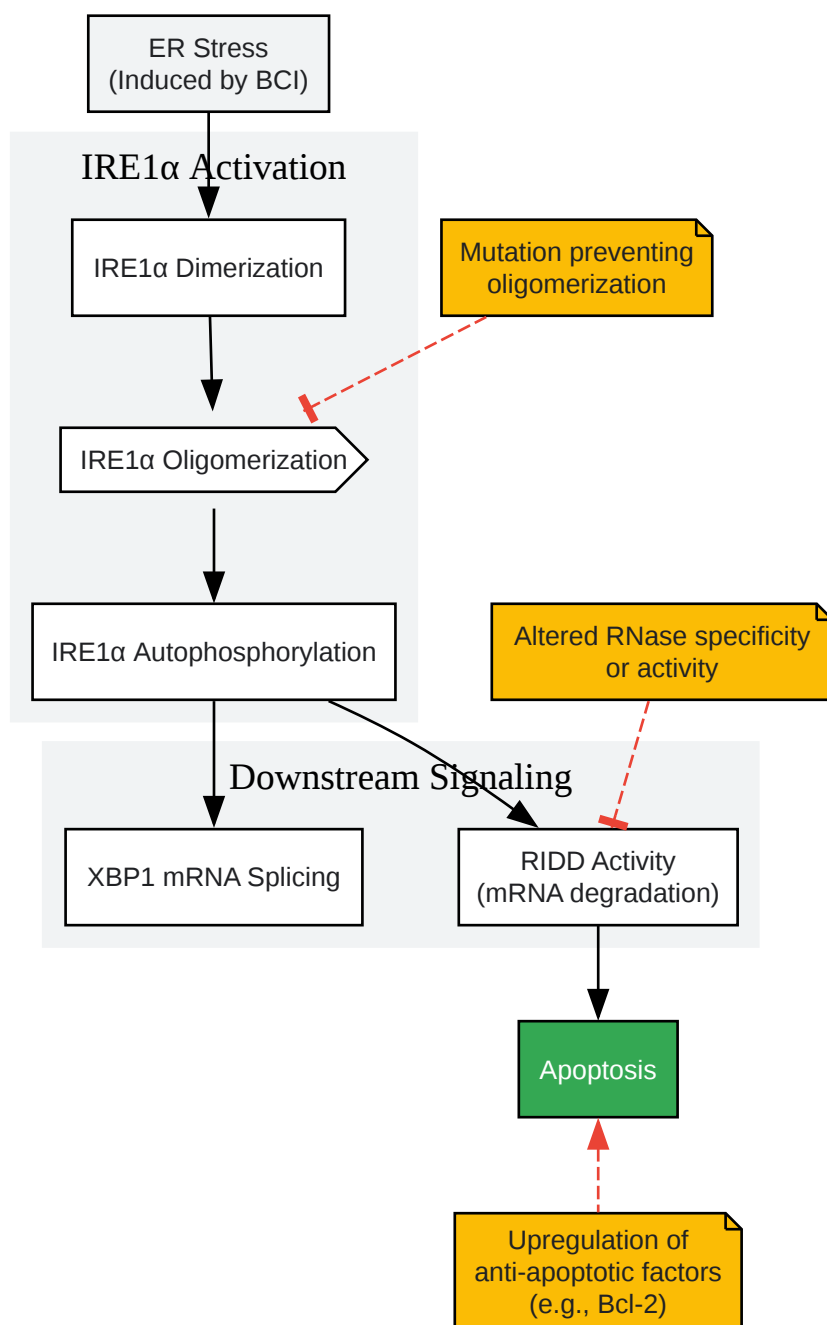 ER Stress
(Induced by BCI)
IRE1α Activation
IRE1α Dimerization
Mutation preventing
oligomerization
IRE1α Oligomerization
IRE1α Autophosphorylation
Altered RNase specificity
or activity
Downstream Signaling
XBP1 mRNA Splicing
RIDD Activity
(mRNA degradation)
Apoptosis
Upregulation of
anti-apoptotic factors
(e.g., Bcl-2)